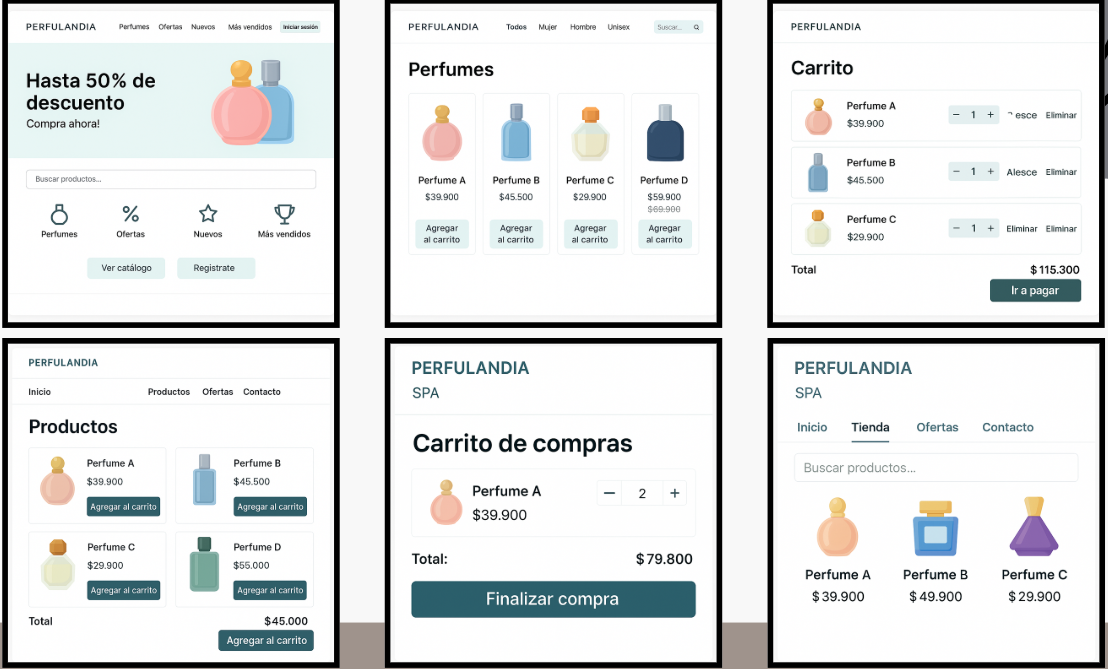 PERFULANDIA
Perfumes Ofertas Nuevos Más vendidos Iniciar sesión
Hasta 50% de
descuento
Compra ahora!
Buscar productos...
Perfumes Ofertas Nuevos Más vendidos
Ver catálogo Registrate
PERFULANDIA
Todos Mujer Hombre Unisex Buscar...
Perfumes
Perfume A Perfume B Perfume C Perfume D
$39.900 $45.500 $29.900 $59.900
$69.900
Agregar Agregar Agregar Agregar
al carrito al carrito al carrito al carrito
PERFULANDIA
Carrito
Perfume A
$39.900
− 1 + esce Eliminar
Perfume B
$45.500
− 1 + Alesce Eliminar
Perfume C
$29.900
− 1 + Eliminar Eliminar
Total $ 115.300
Ir a pagar
PERFULANDIA
Inicio Productos Ofertas Contacto
Productos
Perfume A
$39.900
Agregar al carrito
Perfume B
$45.500
Agregar al carrito
Perfume C
$29.900
Agregar al carrito
Perfume D
$55.000
Agregar al carrito
Total $45.000
Agregar al carrito
PERFULANDIA
SPA
Carrito de compras
Perfume A
$39.900
− 2 +
Total: $79.800
Finalizar compra
PERFULANDIA
SPA
Inicio Tienda Ofertas Contacto
Buscar productos...
Perfume A Perfume B Perfume C
$39.900 $49.900 $29.900